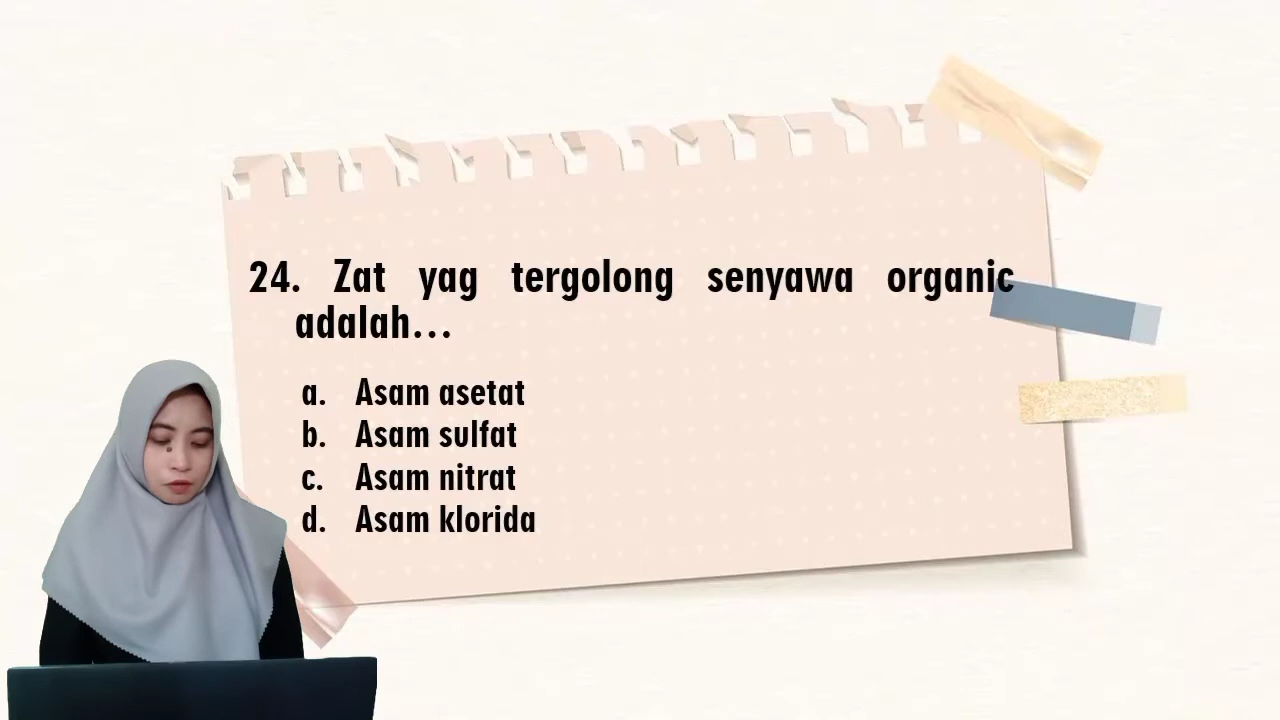 24. Zat yag tergolong senyawa organic
adalah...
a. Asam asetat
b. Asam sulfat
c. Asam nitrat
d. Asam klorida